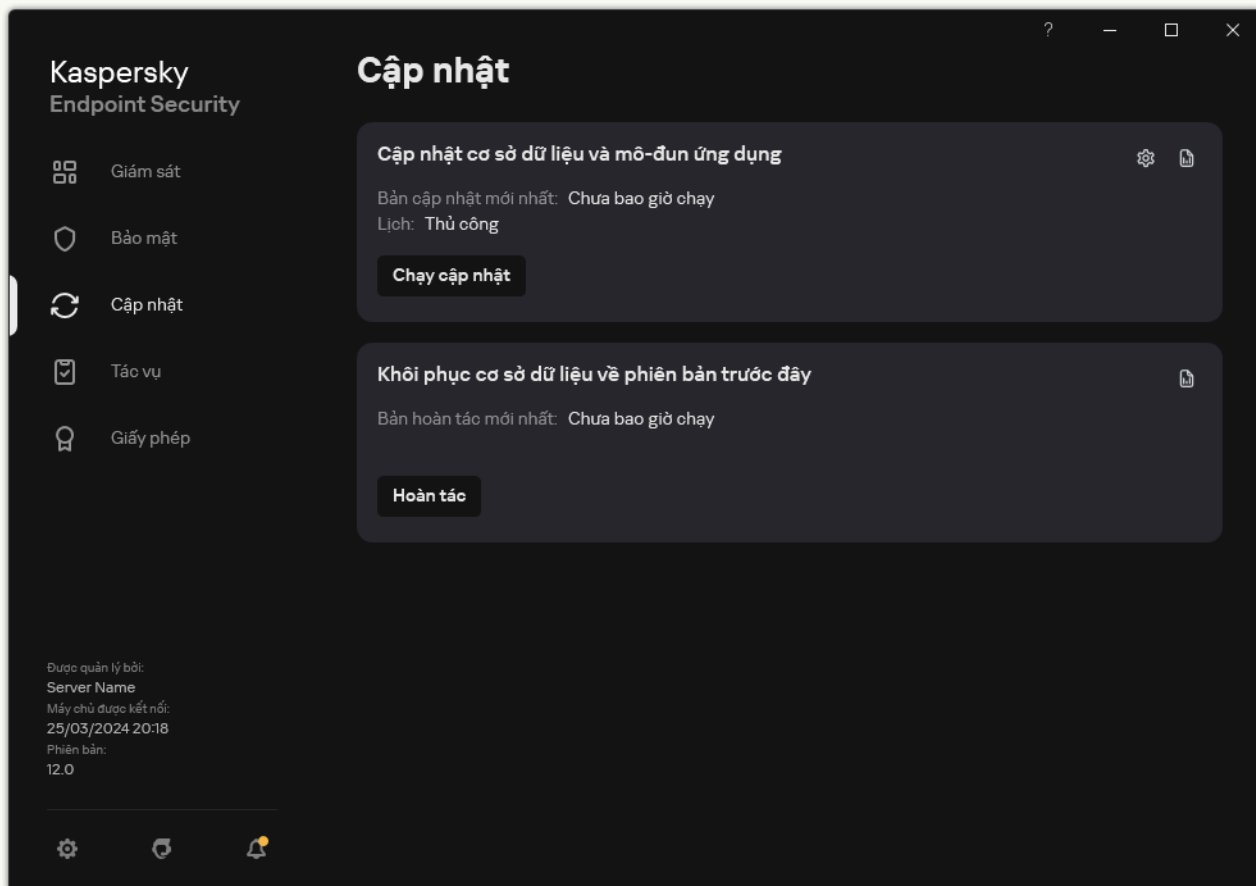 ?
Kaspersky
Endpoint Security
Giám sát
Bảo mật
Cập nhật
Tác vụ
Giấy phép
Được quản lý bởi:
Server Name
Máy chủ được kết nối:
25/03/2024 20:18
Phiên bản:
12.0
Cập nhật
Cập nhật cơ sở dữ liệu và mô-đun ứng dụng
Bản cập nhật mới nhất: Chưa bao giờ chạy
Lịch: Thủ công
Chạy cập nhật
Khôi phục cơ sở dữ liệu về phiên bản trước đây
Bản hoàn tác mới nhất: Chưa bao giờ chạy
Hoàn tác